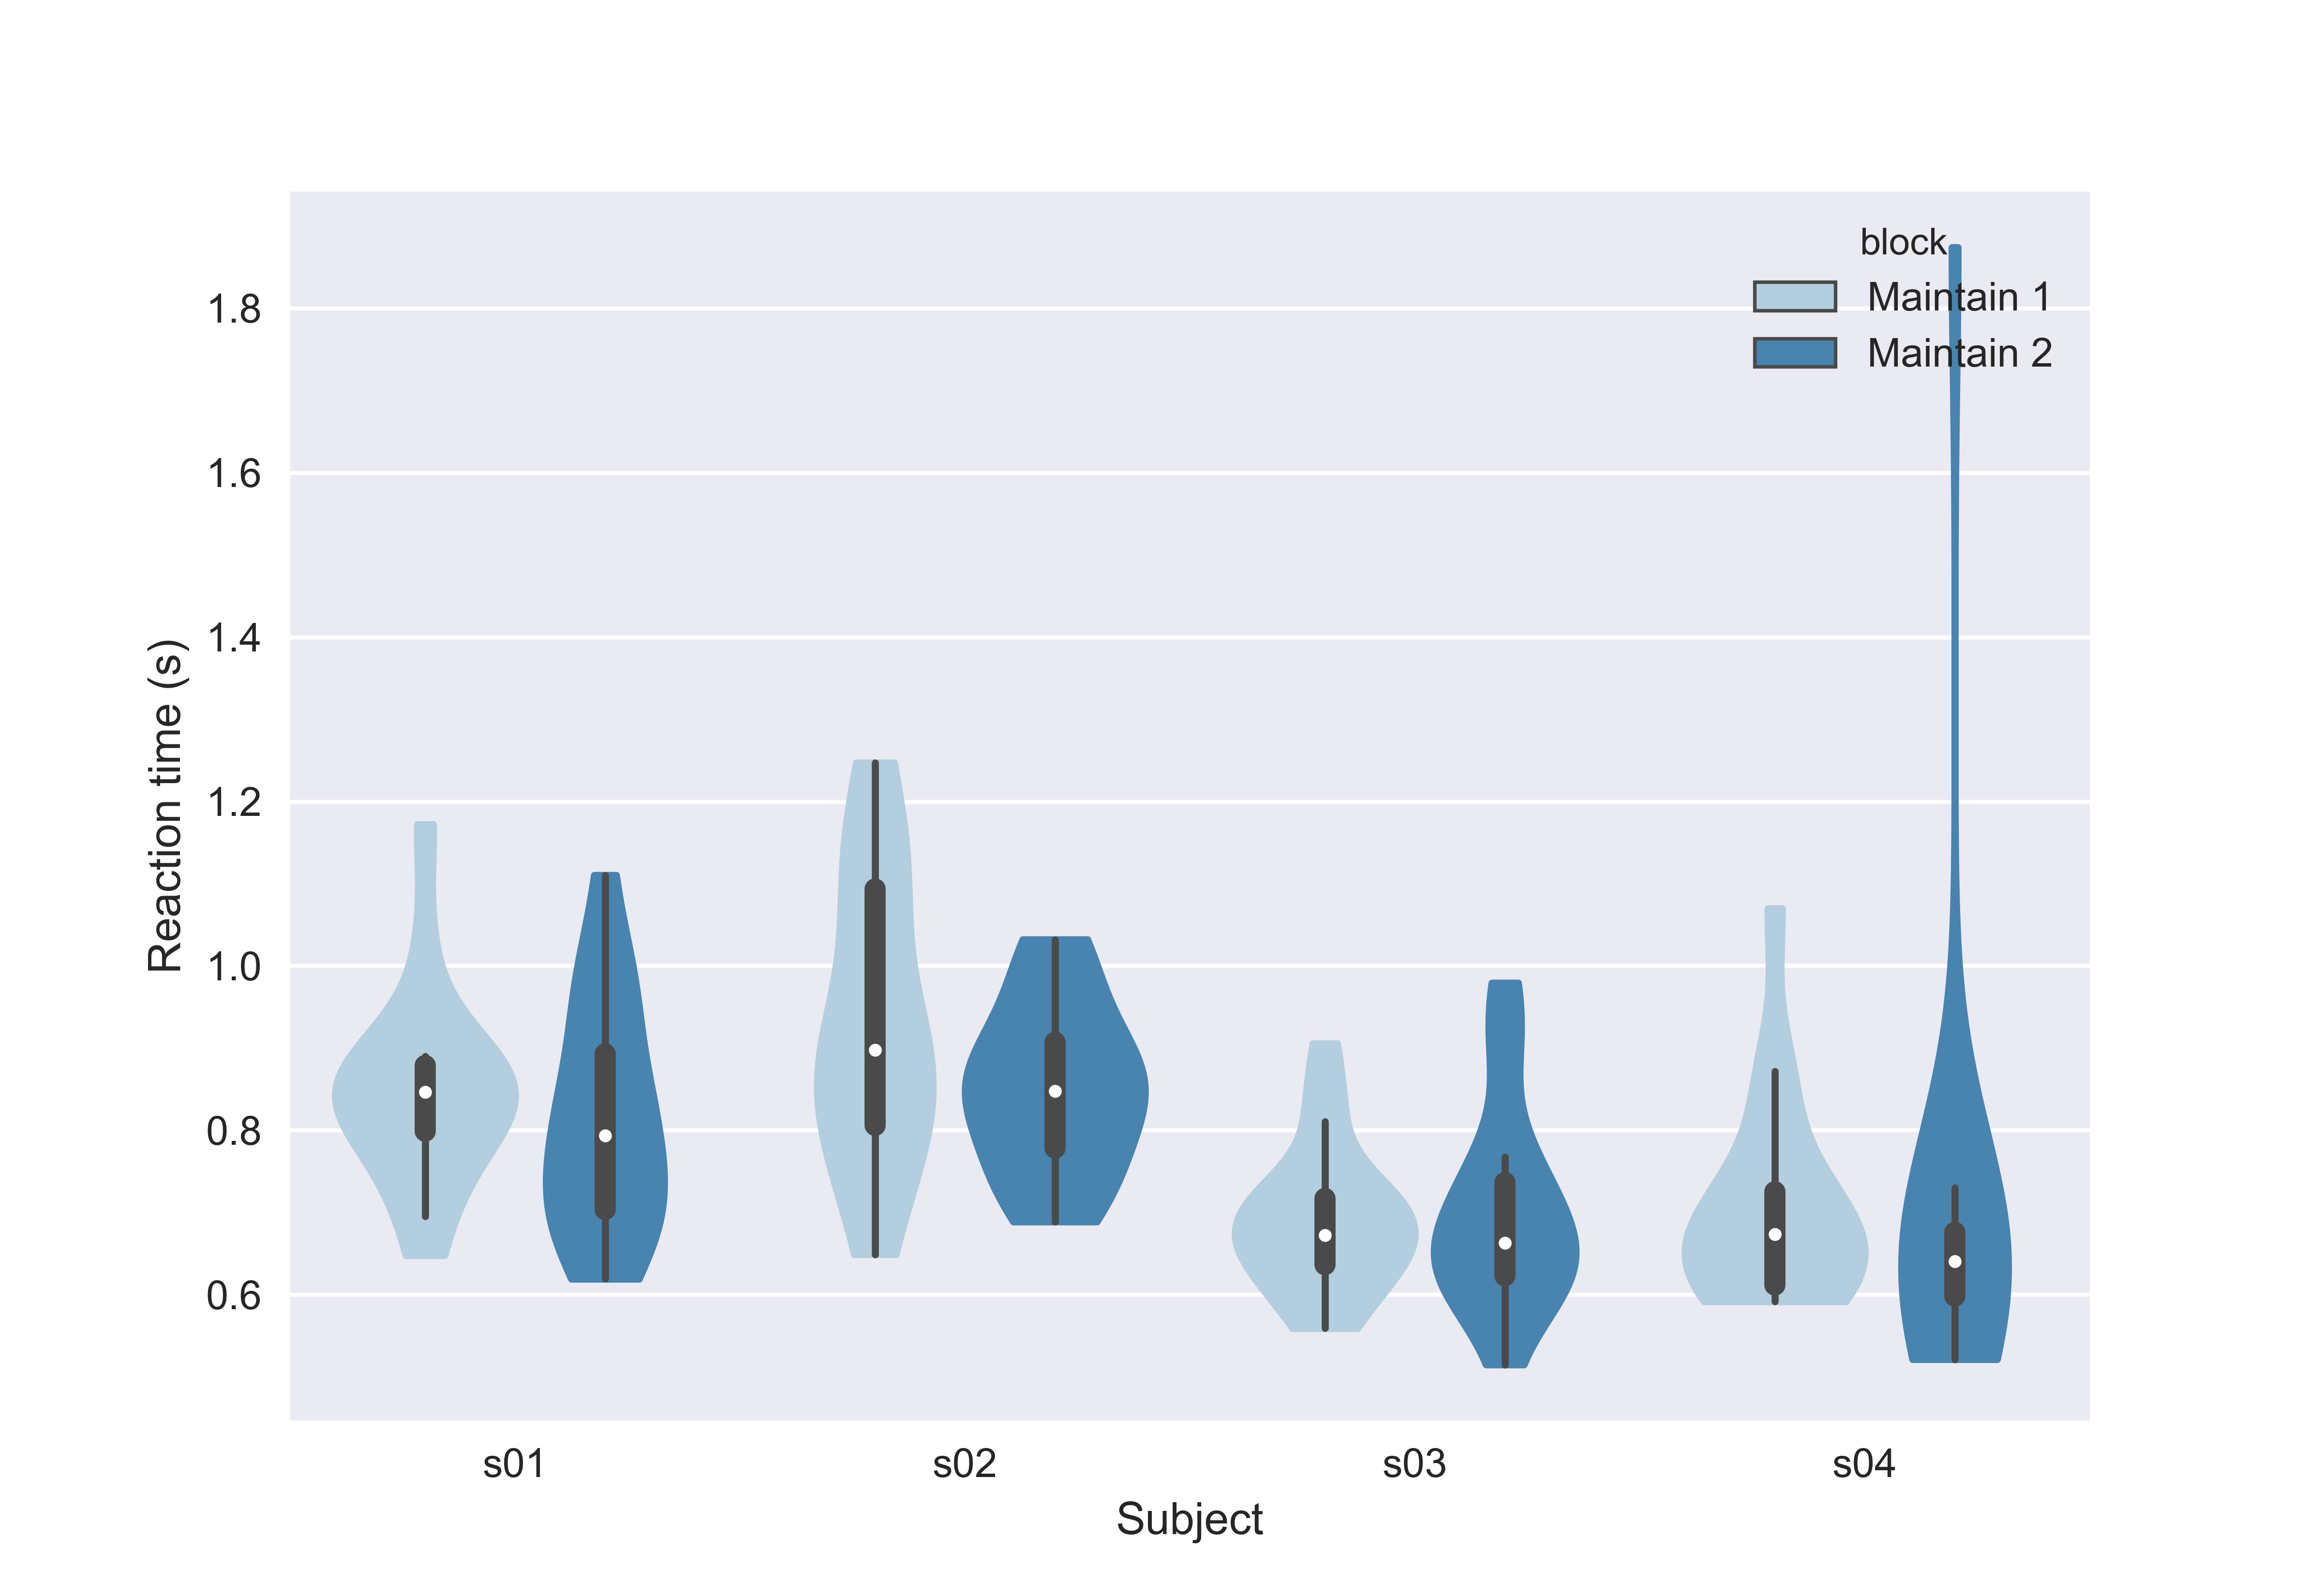 block
Maintain 1
Maintain 2
1.8
1.6
1.4
1.2
1.0
0.8
0.6
Reaction time (s)
s01 s02 s03 s04
Subject